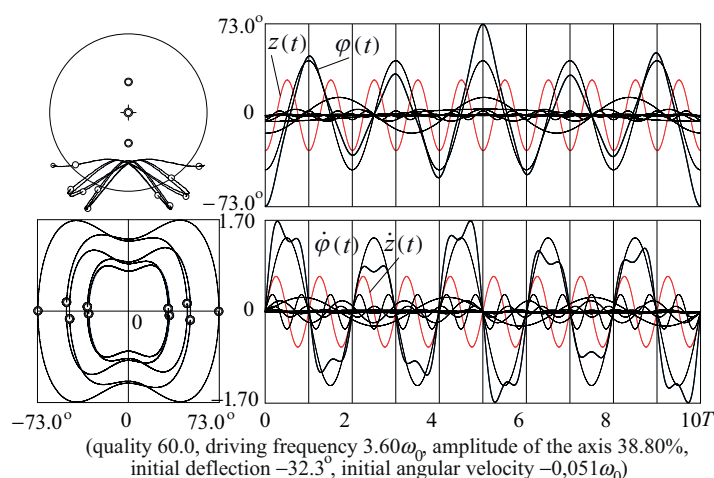 73.0°
z(t)
φ(t)
0
−73.0°
1.70
φ̇(t)
ż(t)
0
0
−1.70
−73.0° 0 73.0° 0 2 4 6 8 10T
(quality 60.0, driving frequency 3.60ω₀, amplitude of the axis 38.80%,
initial deflection −32.3°, initial angular velocity −0,051ω₀)